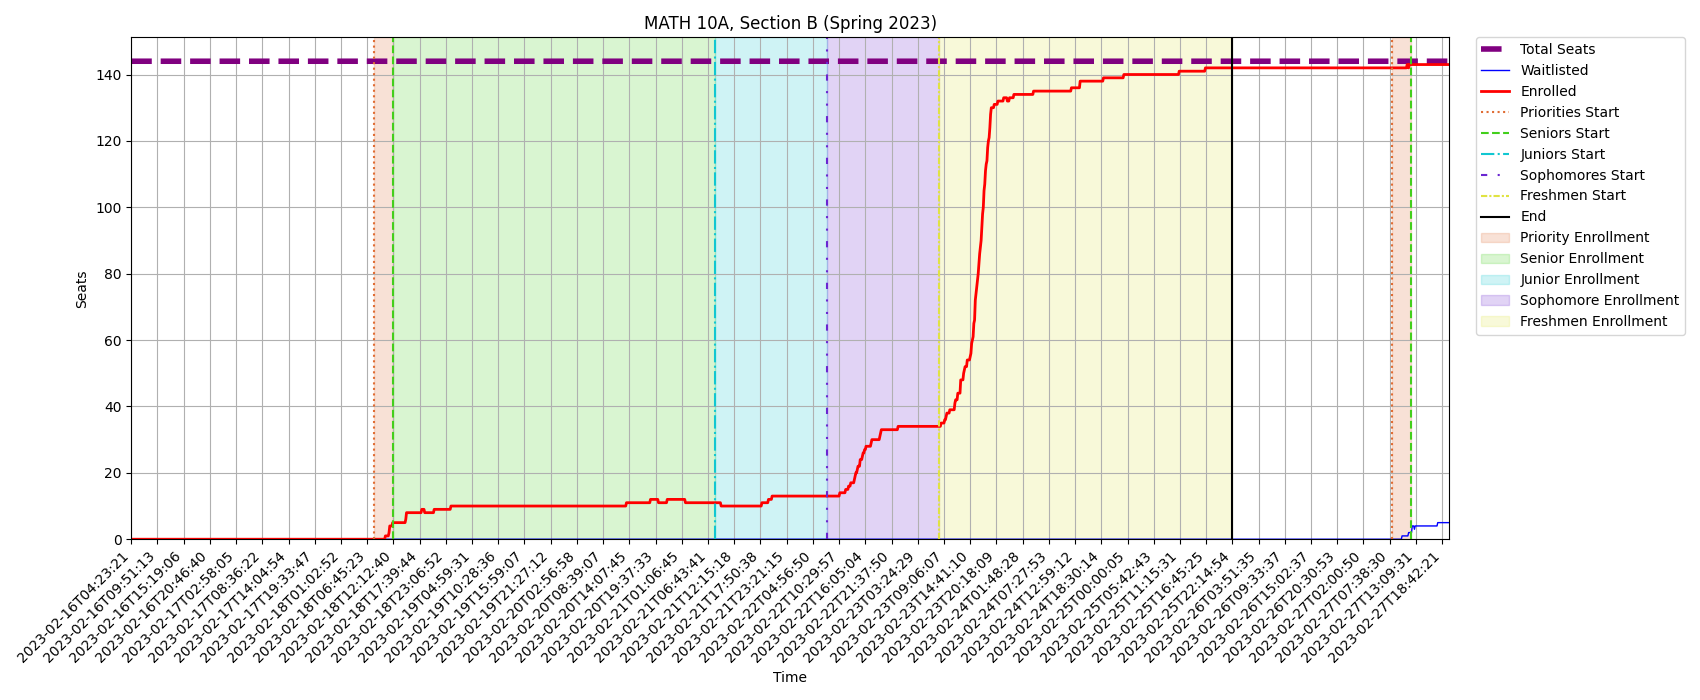 MATH 10A, Section B (Spring 2023)
Seats
140
120
100
80
60
40
20
0
2023-02-16T04:23:21
2023-02-16T09:51:13
2023-02-16T15:19:06
2023-02-16T20:46:40
2023-02-17T02:58:05
2023-02-17T08:36:22
2023-02-17T14:04:54
2023-02-17T19:33:47
2023-02-18T01:02:52
2023-02-18T06:45:23
2023-02-18T12:12:40
2023-02-18T17:39:44
2023-02-18T23:06:52
2023-02-19T04:59:31
2023-02-19T10:28:36
2023-02-19T15:59:07
2023-02-19T21:27:12
2023-02-20T02:56:58
2023-02-20T08:39:07
2023-02-20T14:07:45
2023-02-20T19:37:33
2023-02-21T01:06:45
2023-02-21T06:43:41
2023-02-21T12:15:18
2023-02-21T17:50:38
2023-02-21T23:21:15
2023-02-22T04:56:50
2023-02-22T10:29:57
2023-02-22T16:05:04
2023-02-22T21:37:50
2023-02-23T03:24:29
2023-02-23T09:06:07
2023-02-23T14:41:10
2023-02-23T20:18:09
2023-02-24T01:48:28
2023-02-24T07:27:53
2023-02-24T12:59:12
2023-02-24T18:30:14
2023-02-25T00:00:05
2023-02-25T05:42:43
2023-02-25T11:15:31
2023-02-25T16:45:25
2023-02-25T22:14:54
2023-02-26T03:51:35
2023-02-26T09:33:37
2023-02-26T15:02:37
2023-02-26T20:30:53
2023-02-27T02:00:50
2023-02-27T07:38:30
2023-02-27T13:09:31
2023-02-27T18:42:21
Time
Total Seats
Waitlisted
Enrolled
Priorities Start
Seniors Start
Juniors Start
Sophomores Start
Freshmen Start
End
Priority Enrollment
Senior Enrollment
Junior Enrollment
Sophomore Enrollment
Freshmen Enrollment